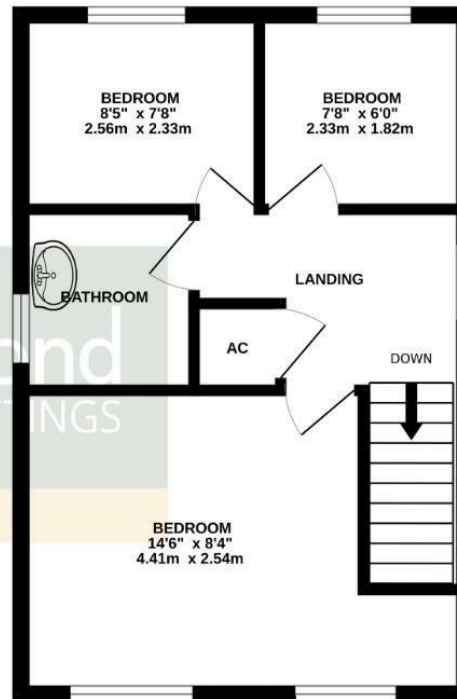 BEDROOM
8'5" x 7'8"
2.56m x 2.33m
BEDROOM
7'8" x 6'0"
2.33m x 1.82m
LANDING
BATHROOM
AC
DOWN
BEDROOM
14'6" x 8'4"
4.41m x 2.54m